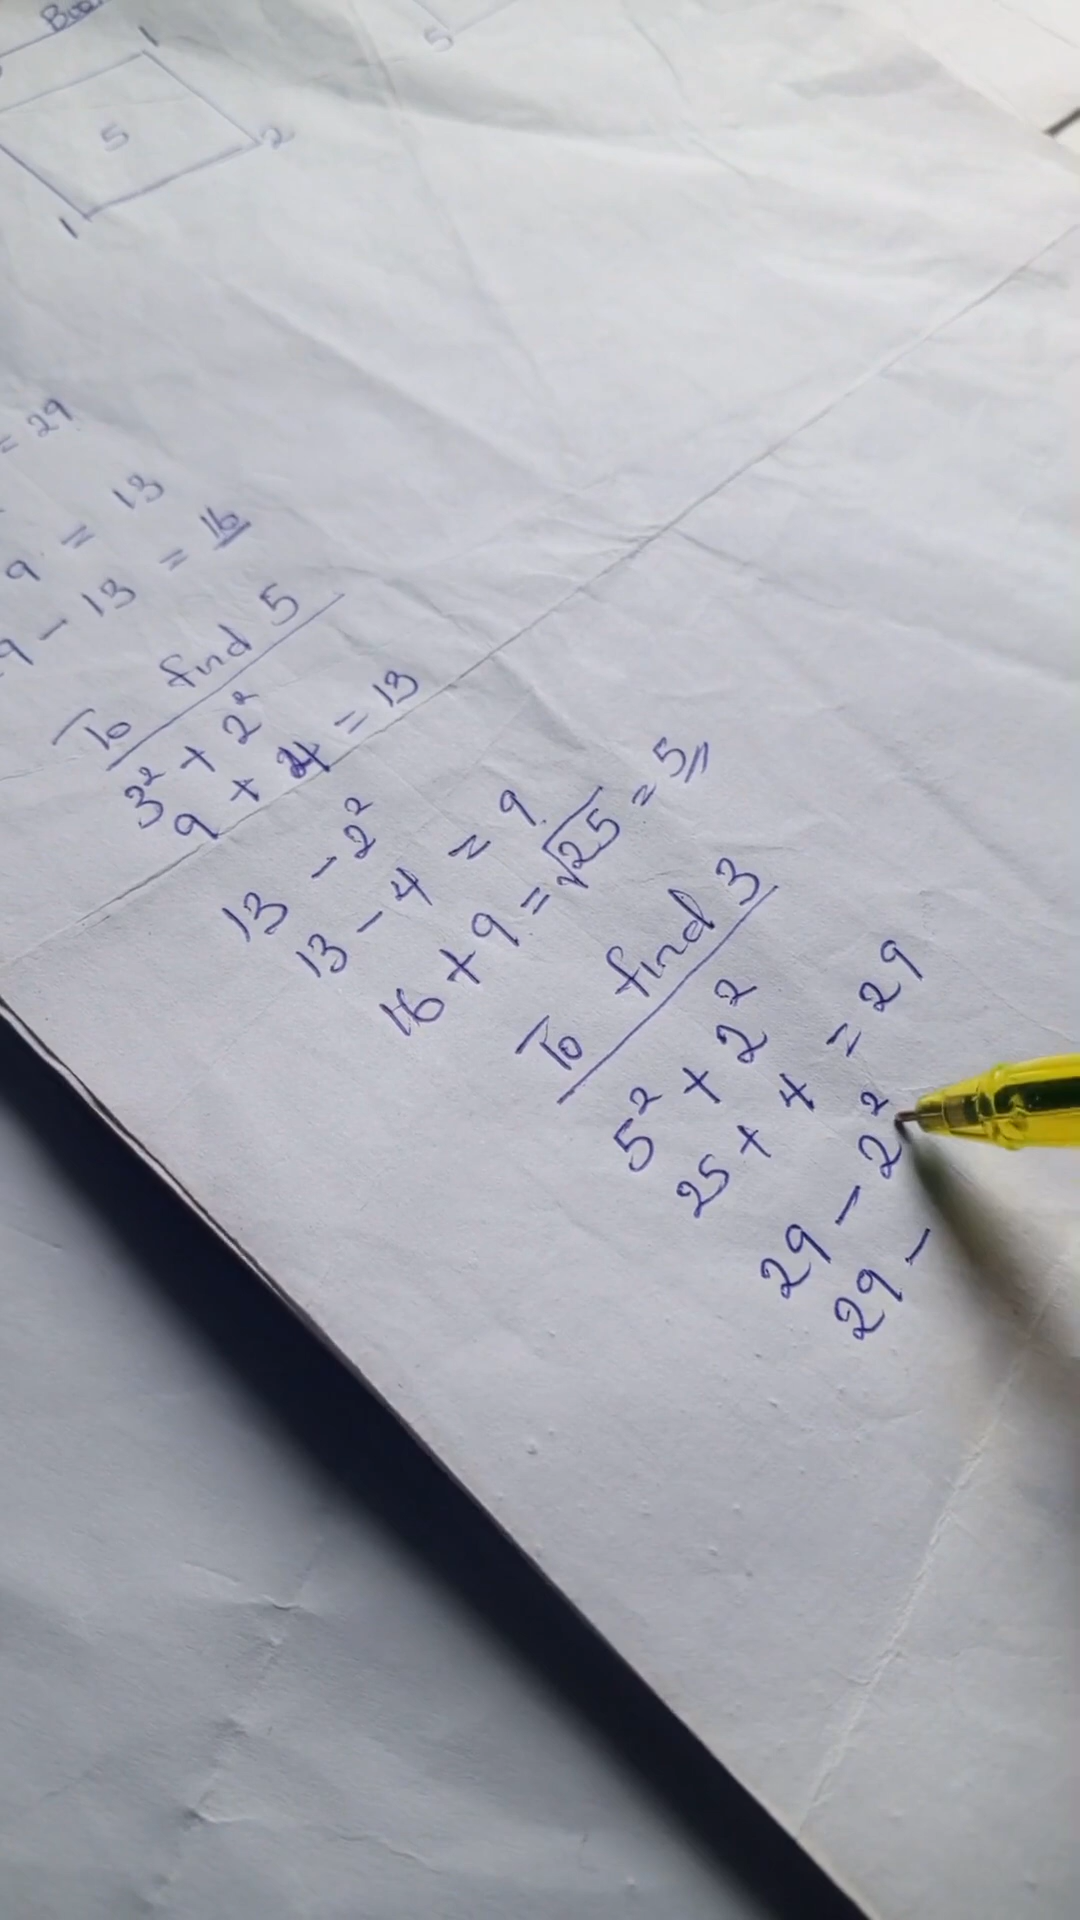 1
5
2
1
5
= 29
9 = 13
9 - 13 = 16
To find 5
3² + 2²
9 + 4 = 13
13 - 2²
13 - 4 = 9
16 + 9 = √25 = 5
To find 3
5² + 2²
25 + 4 = 29
29 - 2²
29 -